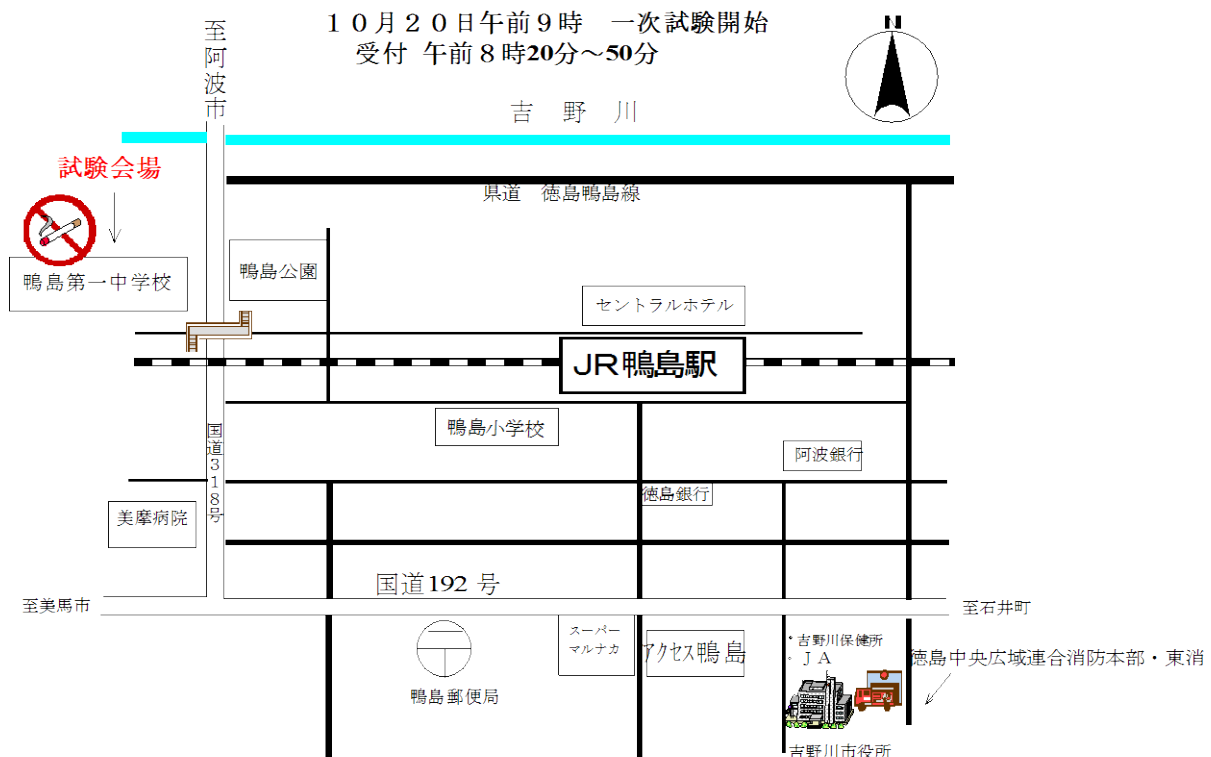 １０月２０日午前９時　一次試験開始
受付 午前８時20分～50分
N
至阿波市
吉　野　川
試験会場
県道　徳島鴨島線
鴨島第一中学校
鴨島公園
セントラルホテル
JR鴨島駅
鴨島小学校
国道３１８号
阿波銀行
徳島銀行
美摩病院
国道192 号
至美馬市
至石井町
スーパー
マルナカ
アクセス鴨島
・吉野川保健所
。ＪＡ
徳島中央広域連合消防本部・東消
鴨島郵便局
吉野川市役所